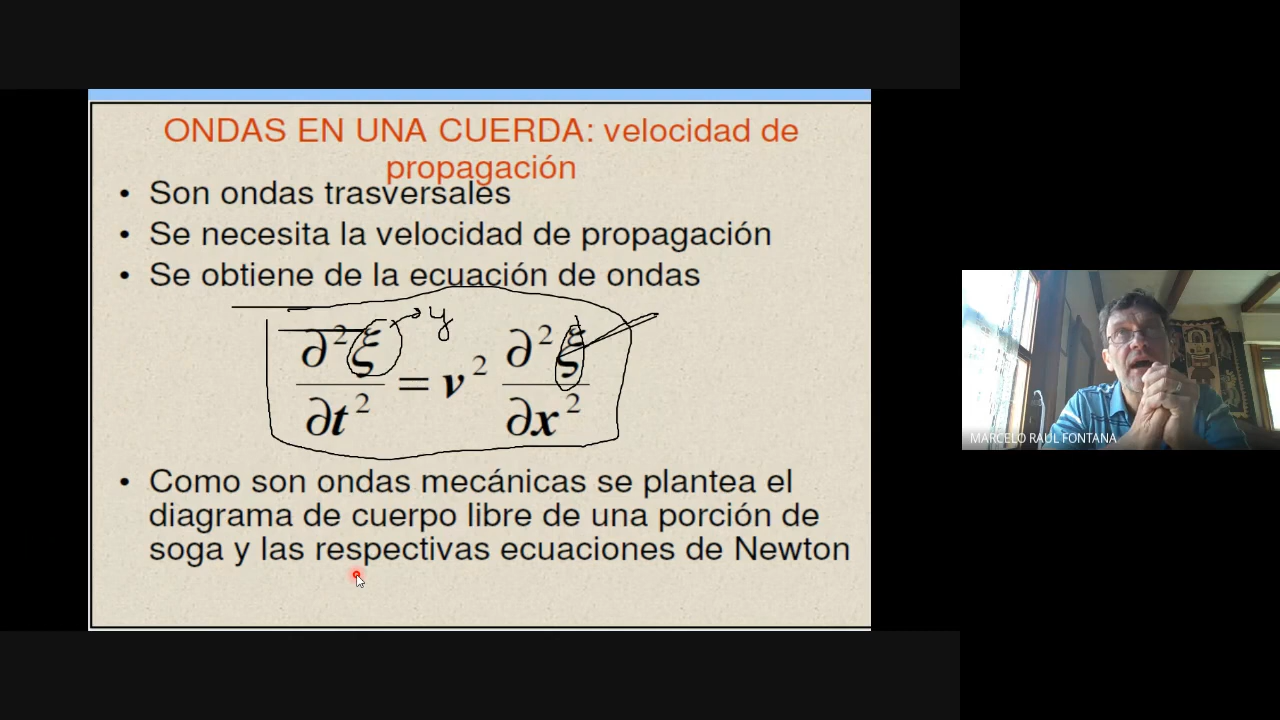 ONDAS EN UNA CUERDA: velocidad de
propagación
• Son ondas trasversales
• Se necesita la velocidad de propagación
• Se obtiene de la ecuación de ondas
y
∂²ξ/∂t² = v² ∂²ξ/∂x²
• Como son ondas mecánicas se plantea el
diagrama de cuerpo libre de una porción de
soga y las respectivas ecuaciones de Newton
MARCELO RAUL FONTANA